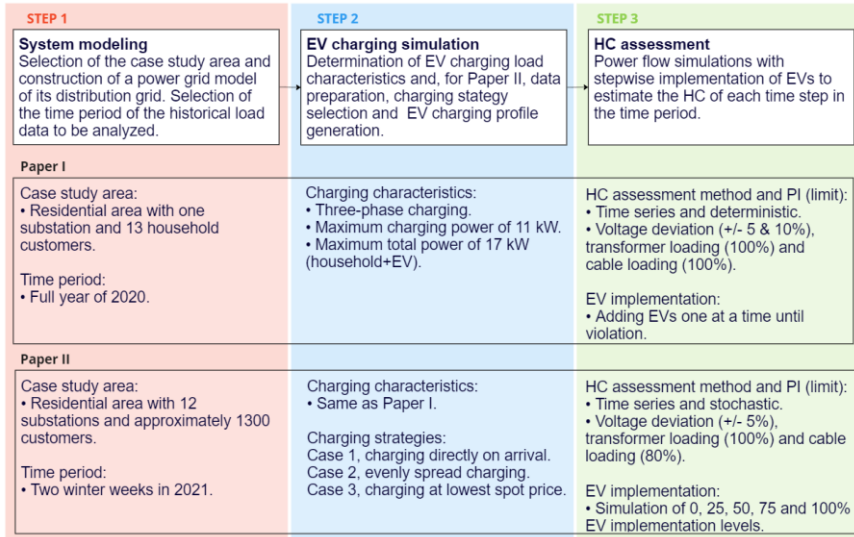 STEP 1
System modeling
Selection of the case study area and
construction of a power grid model
of its distribution grid. Selection of
the time period of the historical load
data to be analyzed.
STEP 2
EV charging simulation
Determination of EV charging load
characteristics and, for Paper II, data
preparation, charging stategy
selection and EV charging profile
generation.
STEP 3
HC assessment
Power flow simulations with
stepwise implementation of EVs to
estimate the HC of each time step in
the time period.
Paper I
Case study area:
• Residential area with one
substation and 13 household
customers.
Time period:
• Full year of 2020.
Charging characteristics:
• Three-phase charging.
• Maximum charging power of 11 kW.
• Maximum total power of 17 kW
(household+EV).
HC assessment method and PI (limit):
• Time series and deterministic.
• Voltage deviation (+/- 5 & 10%),
transformer loading (100%) and
cable loading (100%).
EV implementation:
• Adding EVs one at a time until
violation.
Paper II
Case study area:
• Residential area with 12
substations and approximately 1300
customers.
Time period:
• Two winter weeks in 2021.
Charging characteristics:
• Same as Paper I.
Charging strategies:
Case 1, charging directly on arrival.
Case 2, evenly spread charging.
Case 3, charging at lowest spot price.
HC assessment method and PI (limit):
• Time series and stochastic.
• Voltage deviation (+/- 5%),
transformer loading (100%) and cable
loading (80%).
EV implementation:
• Simulation of 0, 25, 50, 75 and 100%
EV implementation levels.